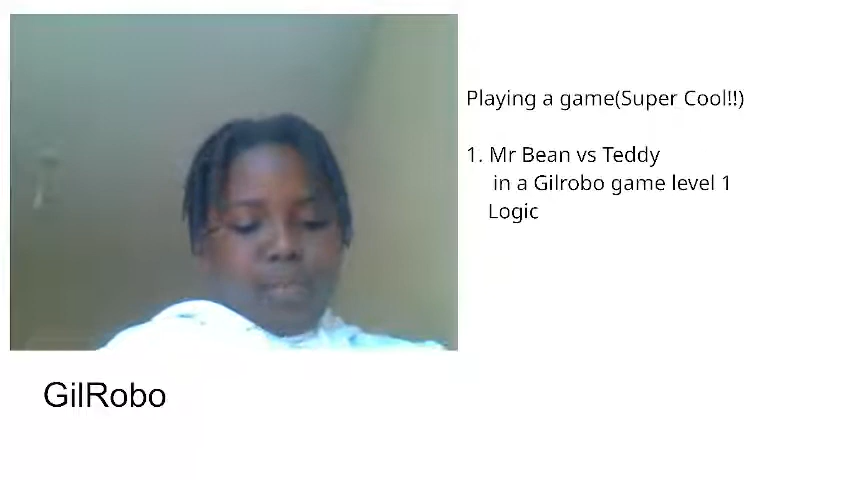 Playing a game(Super Cool!!)
1. Mr Bean vs Teddy
in a Gilrobo game level 1
Logic
GilRobo